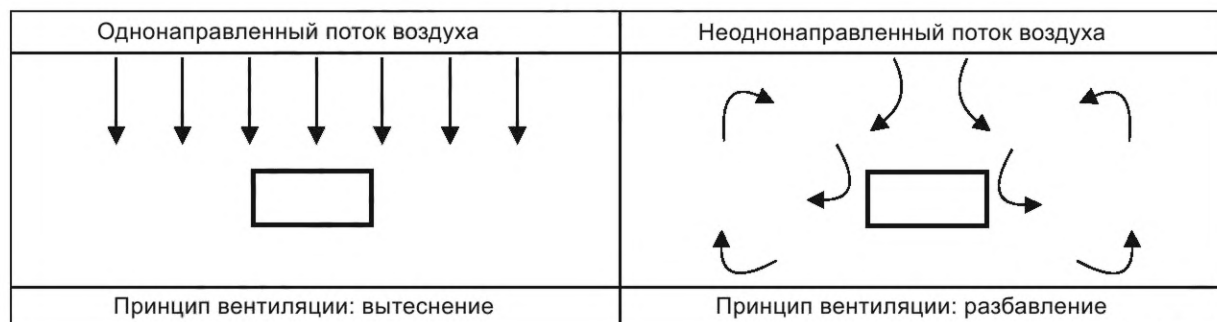 Однонаправленный поток воздуха
Неоднонаправленный поток воздуха
Принцип вентиляции: вытеснение
Принцип вентиляции: разбавление